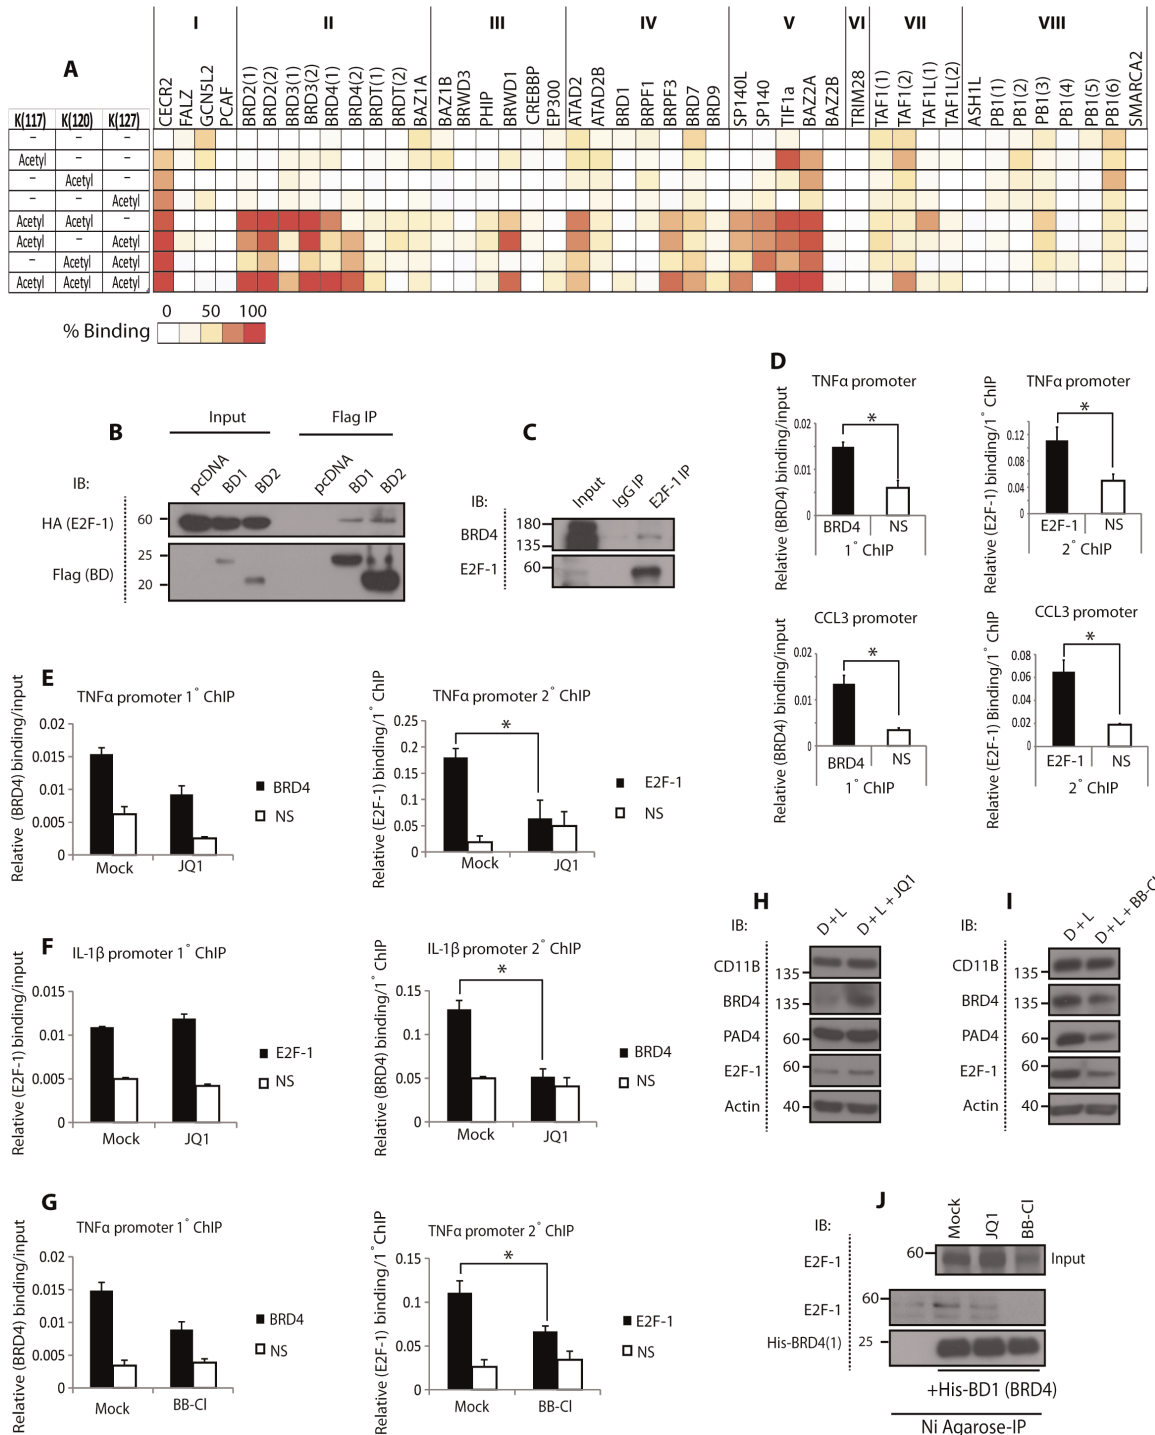 A
I II III IV V VI VII VIII
CECR2 FALZ GCN5L2 PCAF BRD2(1) BRD2(2) BRD3(1) BRD3(2) BRD4(1) BRD4(2) BRDT(1) BRDT(2) BAZ1A BAZ1B BRWD3 PHIP BRWD1 CREBBP EP300 ATAD2 ATAD2B BRD1 BRPF1 BRPF3 BRD7 BRD9 SP140L SP140 TIF1a BAZ2A BAZ2B TRIM28 TAF1(1) TAF1(2) TAF1L(1) TAF1L(2) ASH1L PB1(1) PB1(2) PB1(3) PB1(4) PB1(5) PB1(6) SMARCA2
K(117) K(120) K(127)
– – –
Acetyl – –
– Acetyl –
– – Acetyl
Acetyl Acetyl –
Acetyl – Acetyl
– Acetyl Acetyl
Acetyl Acetyl Acetyl
0 50 100
% Binding
B
Input Flag IP
IB: pcDNA BD1 BD2 pcDNA BD1 BD2
HA (E2F-1) 60
Flag (BD) 25
20
C
IB: Input IgG IP E2F-1 IP
BRD4 180
135
E2F-1 60
D
TNFα promoter
Relative (BRD4) binding/input
0.02
0.01
0
*
BRD4 NS
1° ChIP
TNFα promoter
Relative (E2F-1) binding/1° ChIP
0.12
0.08
0.04
0
*
E2F-1 NS
2° ChIP
CCL3 promoter
Relative (BRD4) binding/input
0.02
0.01
0
*
BRD4 NS
1° ChIP
CCL3 promoter
Relative (E2F-1) Binding/1° ChIP
0.08
0.06
0.04
0.02
0
*
E2F-1 NS
2° ChIP
E
TNFα promoter 1° ChIP
Relative (BRD4) binding/input
0.02
0.015
0.01
0.005
0
Mock JQ1
BRD4
NS
TNFα promoter 2° ChIP
Relative (E2F-1) binding/1° ChIP
0.25
0.2
0.15
0.1
0.05
0
*
Mock JQ1
E2F-1
NS
F
IL-1β promoter 1° ChIP
Relative (E2F-1) binding/input
0.015
0.01
0.005
0
Mock JQ1
E2F-1
NS
IL-1β promoter 2° ChIP
Relative (BRD4) binding/1° ChIP
0.15
0.1
0.05
0
*
Mock JQ1
BRD4
NS
G
TNFα promoter 1° ChIP
Relative (BRD4) binding/input
0.02
0.015
0.01
0.005
0
Mock BB-Cl
BRD4
NS
TNFα promoter 2° ChIP
Relative (E2F-1) binding/1° ChIP
0.15
0.1
0.05
0
*
Mock BB-Cl
E2F-1
NS
H
IB: D + L D + L + JQ1
CD11B 135
BRD4 135
PAD4 60
E2F-1 60
Actin 40
I
IB: D + L D + L + BB-Cl
CD11B 135
BRD4 135
PAD4 60
E2F-1 60
Actin 40
J
IB: Mock JQ1 BB-Cl
E2F-1 60 Input
E2F-1 60
His-BRD4(1) 25
+His-BD1 (BRD4)
Ni Agarose-IP